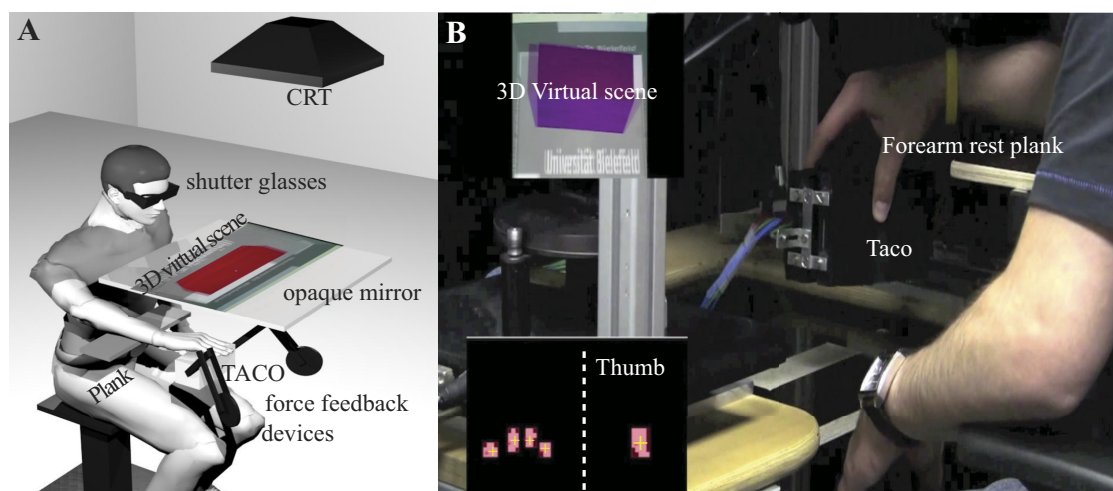 A
CRT
shutter glasses
3D virtual scene
opaque mirror
Plank
TACO
force feedback
devices
B
3D Virtual scene
Universität Bielefeld
Forearm rest plank
Taco
Thumb